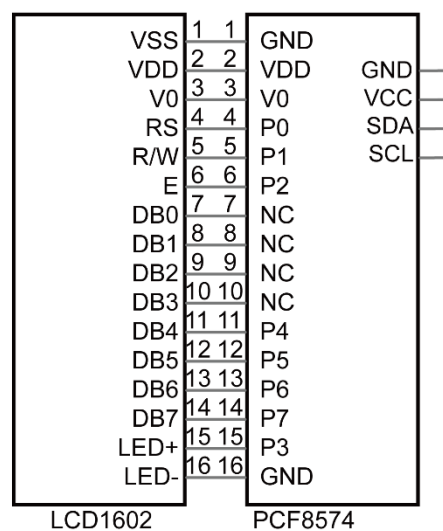 VSS 1 1 GND
VDD 2 2 VDD GND
V0 3 3 V0 VCC
RS 4 4 P0 SDA
R/W 5 5 P1 SCL
E 6 6 P2
DB0 7 7 NC
DB1 8 8 NC
DB2 9 9 NC
DB3 10 10 NC
DB4 11 11 P4
DB5 12 12 P5
DB6 13 13 P6
DB7 14 14 P7
LED+ 15 15 P3
LED- 16 16 GND
LCD1602 PCF8574